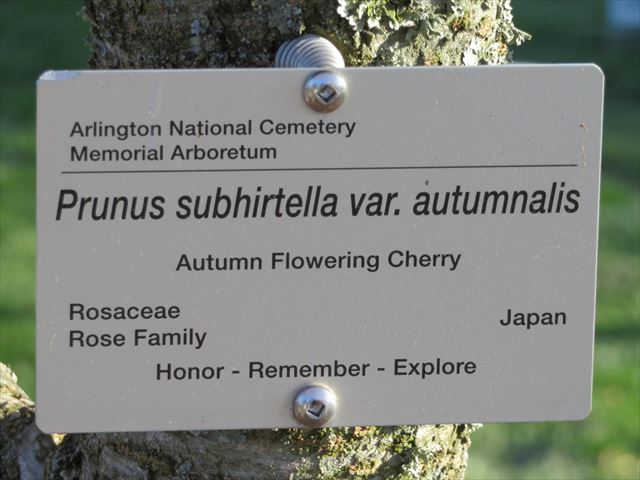 Arlington National Cemetery
Memorial Arboretum
Prunus subhirtella var. autumnalis
Autumn Flowering Cherry
Rosaceae
Rose Family
Japan
Honor - Remember - Explore